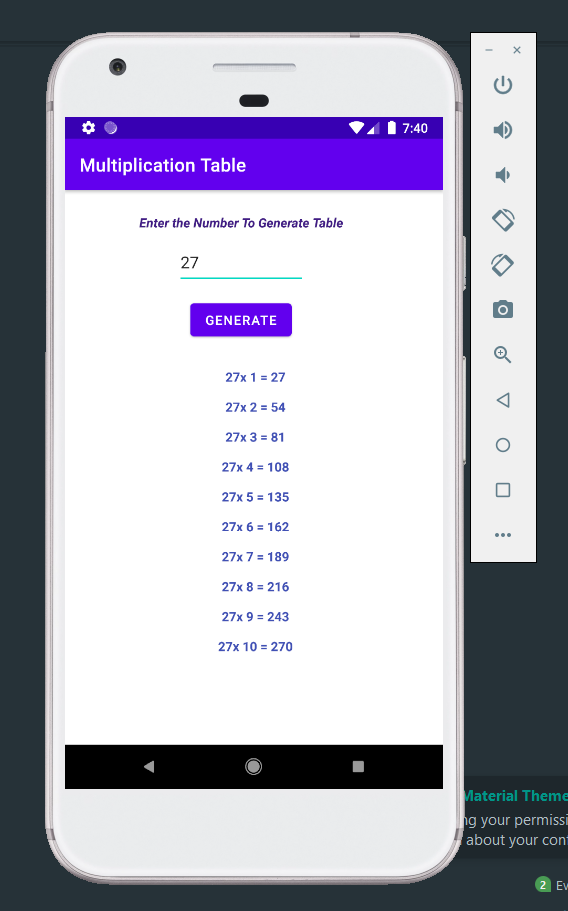 7:40
Multiplication Table
Enter the Number To Generate Table
27
GENERATE
27x 1 = 27
27x 2 = 54
27x 3 = 81
27x 4 = 108
27x 5 = 135
27x 6 = 162
27x 7 = 189
27x 8 = 216
27x 9 = 243
27x 10 = 270
Material Theme
ng your permissi
about your conf
2 Ev